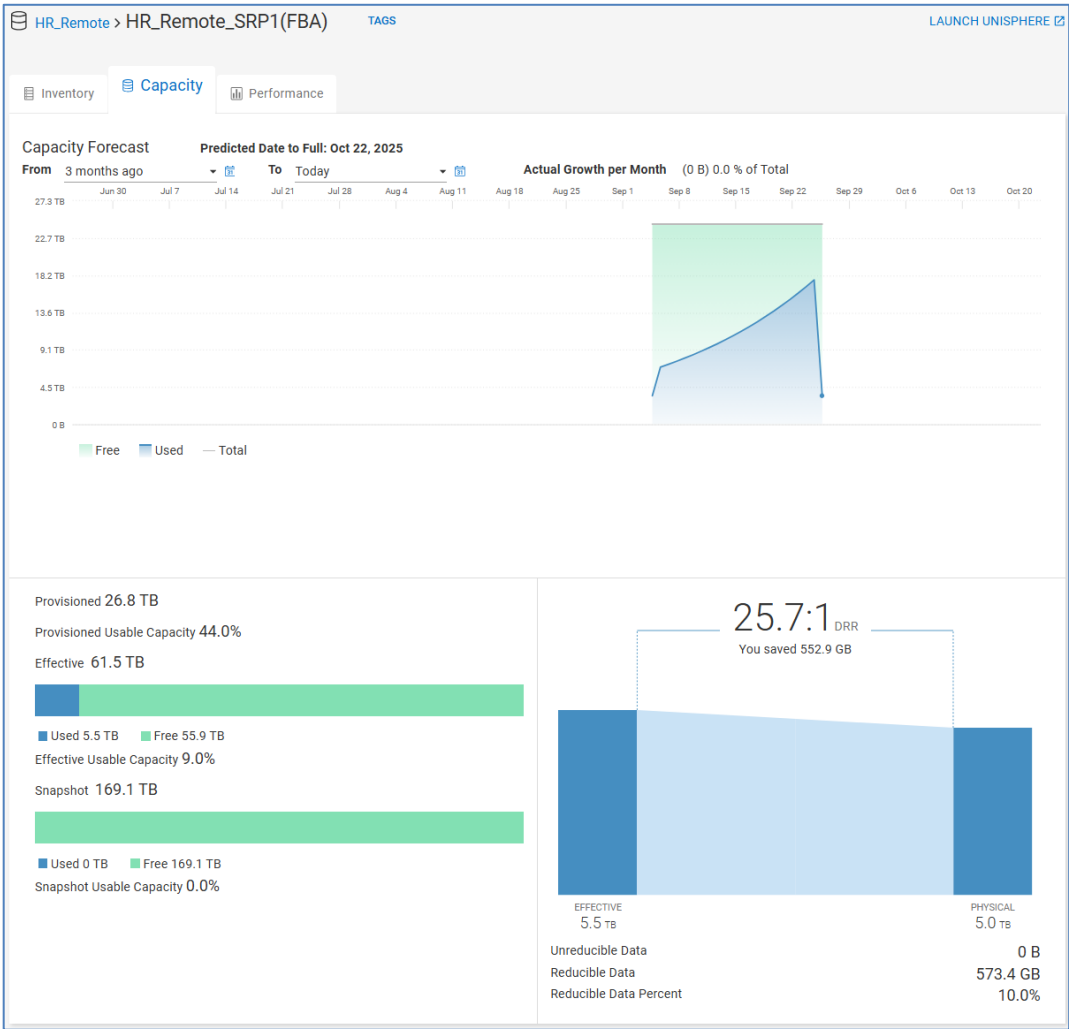 HR_Remote > HR_Remote_SRP1(FBA) TAGS LAUNCH UNISPHERE
Inventory Capacity Performance
Capacity Forecast Predicted Date to Full: Oct 22, 2025
From 3 months ago To Today Actual Growth per Month (0 B) 0.0 % of Total
Jun 30 Jul 7 Jul 14 Jul 21 Jul 28 Aug 4 Aug 11 Aug 18 Aug 25 Sep 1 Sep 8 Sep 15 Sep 22 Sep 29 Oct 6 Oct 13 Oct 20
27.3 TB
22.7 TB
18.2 TB
13.6 TB
9.1 TB
4.5 TB
0 B
Free Used Total
Provisioned 26.8 TB
Provisioned Usable Capacity 44.0%
Effective 61.5 TB
Used 5.5 TB Free 55.9 TB
Effective Usable Capacity 9.0%
Snapshot 169.1 TB
Used 0 TB Free 169.1 TB
Snapshot Usable Capacity 0.0%
25.7:1 DRR
You saved 552.9 GB
EFFECTIVE
5.5 TB
PHYSICAL
5.0 TB
Unreducible Data 0 B
Reducible Data 573.4 GB
Reducible Data Percent 10.0%